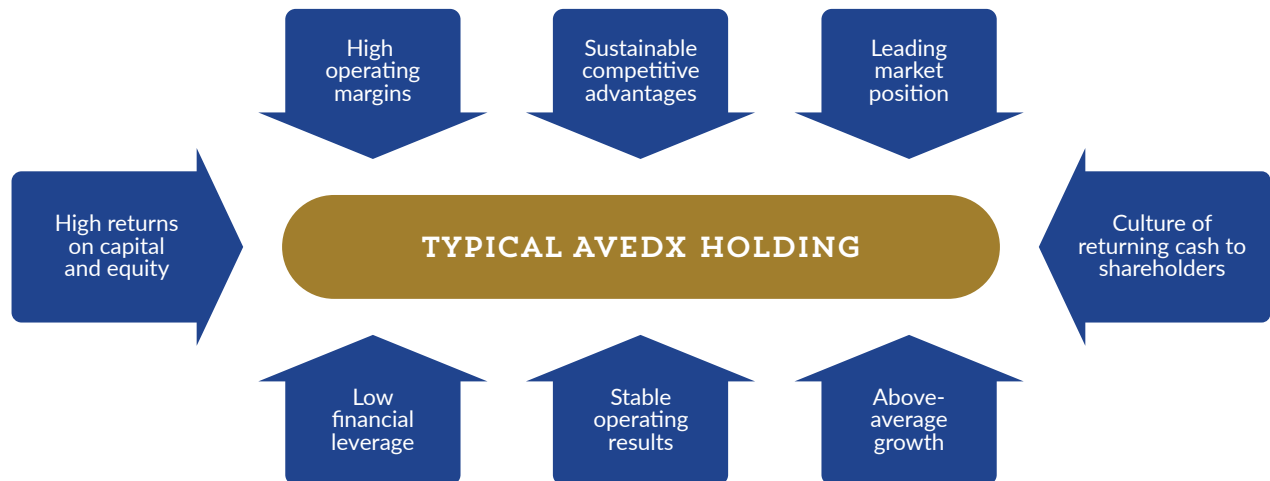 High
operating
margins
Sustainable
competitive
advantages
Leading
market
position
High returns
on capital
and equity
TYPICAL AVEDX HOLDING
Culture of
returning cash to
shareholders
Low
financial
leverage
Stable
operating
results
Above-
average
growth